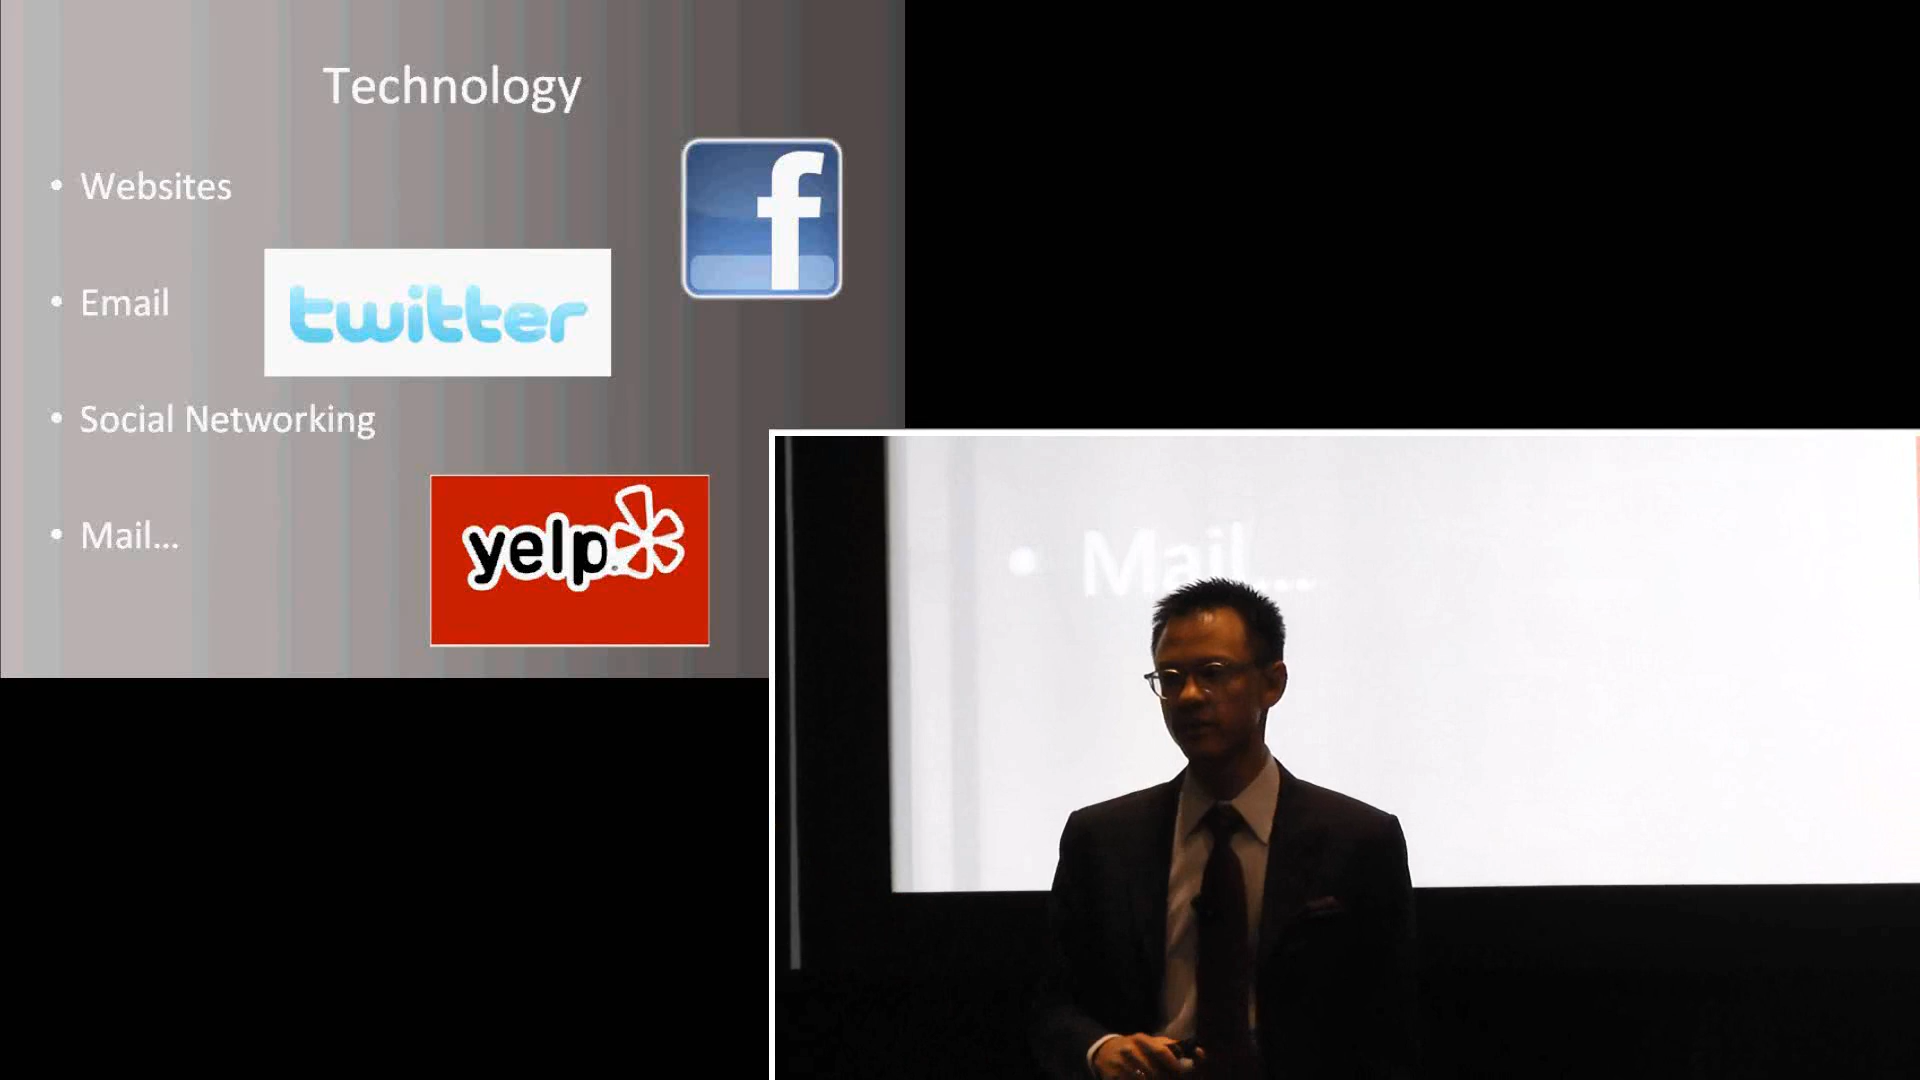 Technology
• Websites
• Email
twitter
f
• Social Networking
• Mail...
yelp
• Mail...